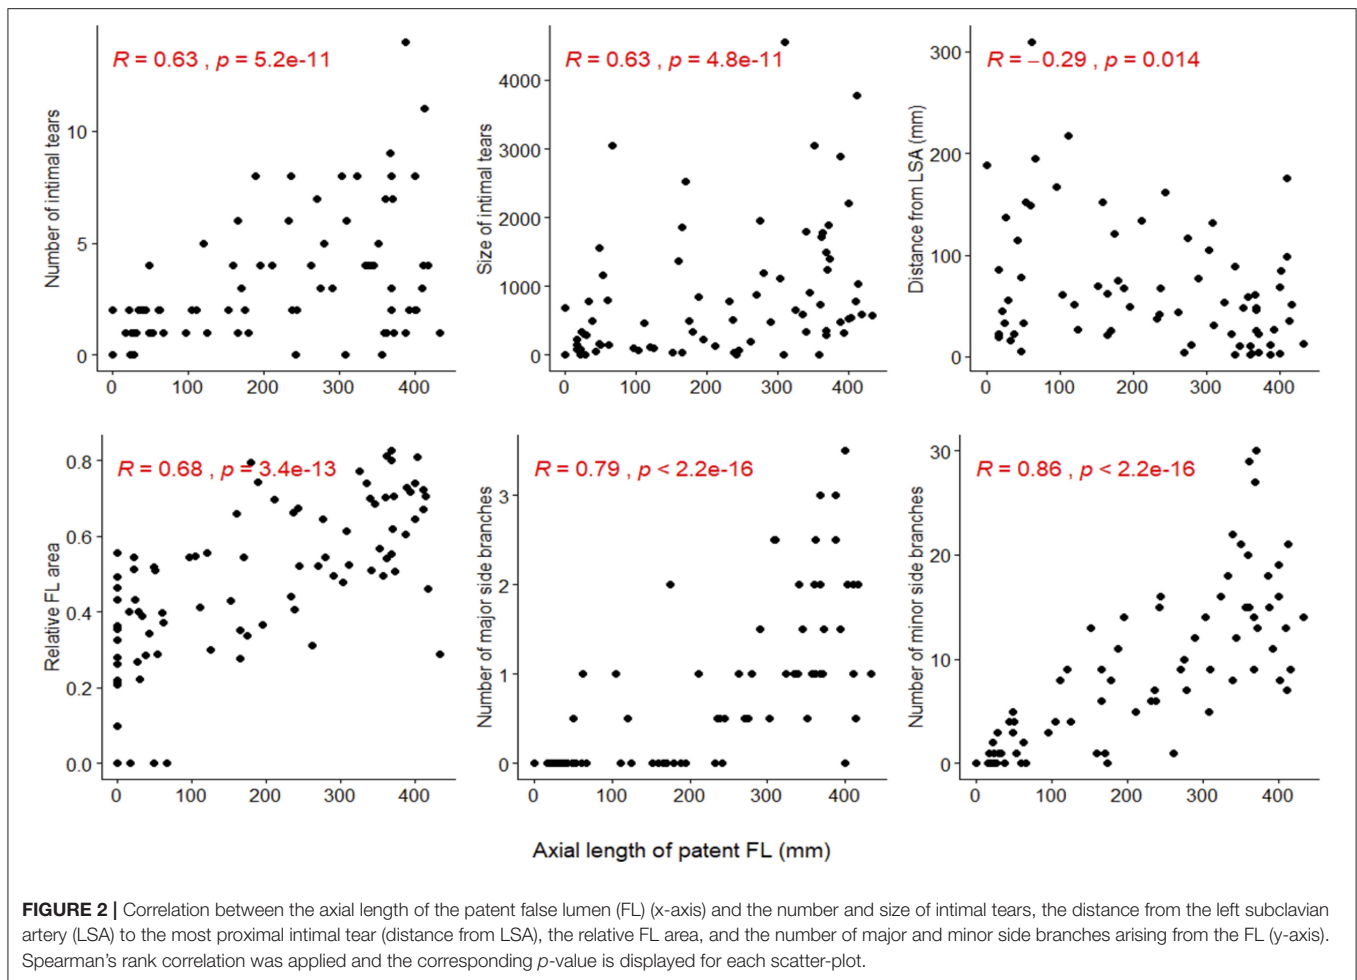 R = 0.63 , p = 5.2e-11
Number of intimal tears
10
5
0
0 100 200 300 400
R = 0.63 , p = 4.8e-11
Size of intimal tears
4000
3000
2000
1000
0
0 100 200 300 400
R = −0.29 , p = 0.014
Distance from LSA (mm)
300
200
100
0
0 100 200 300 400
R = 0.68 , p = 3.4e-13
Relative FL area
0.8
0.6
0.4
0.2
0.0
0 100 200 300 400
R = 0.79 , p < 2.2e-16
Number of major side branches
3
2
1
0
0 100 200 300 400
R = 0.86 , p < 2.2e-16
Number of minor side branches
30
20
10
0
0 100 200 300 400
Axial length of patent FL (mm)
FIGURE 2 | Correlation between the axial length of the patent false lumen (FL) (x-axis) and the number and size of intimal tears, the distance from the left subclavian
artery (LSA) to the most proximal intimal tear (distance from LSA), the relative FL area, and the number of major and minor side branches arising from the FL (y-axis).
Spearman's rank correlation was applied and the corresponding p-value is displayed for each scatter-plot.